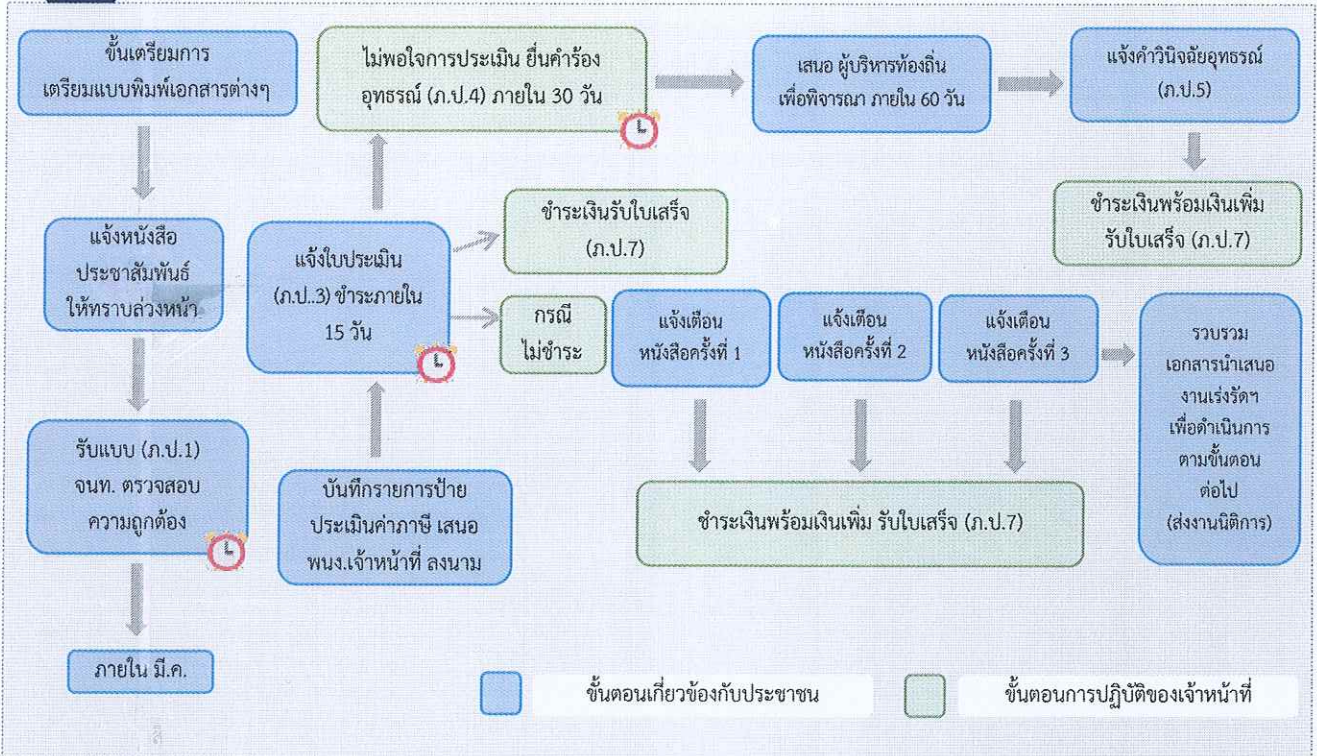 ขั้นเตรียมการ
เตรียมแบบพิมพ์เอกสารต่างๆ
แจ้งหนังสือ
ประชาสัมพันธ์
ให้ทราบล่วงหน้า
รับแบบ (ภ.ป.1)
จนท. ตรวจสอบ
ความถูกต้อง
ภายใน มี.ค.
บันทึกรายการป้าย
ประเมินค่าภาษี เสนอ
พนง.เจ้าหน้าที่ ลงนาม
แจ้งใบประเมิน
(ภ.ป..3) ชำระภายใน
15 วัน
ไม่พอใจการประเมิน ยื่นคำร้อง
อุทธรณ์ (ภ.ป.4) ภายใน 30 วัน
เสนอ ผู้บริหารท้องถิ่น
เพื่อพิจารณา ภายใน 60 วัน
แจ้งคำวินิจฉัยอุทธรณ์
(ภ.ป.5)
ชำระเงินพร้อมเงินเพิ่ม
รับใบเสร็จ (ภ.ป.7)
ชำระเงินรับใบเสร็จ
(ภ.ป.7)
กรณี
ไม่ชำระ
แจ้งเตือน
หนังสือครั้งที่ 1
แจ้งเตือน
หนังสือครั้งที่ 2
แจ้งเตือน
หนังสือครั้งที่ 3
รวบรวม
เอกสารนำเสนอ
งานเร่งรัดฯ
เพื่อดำเนินการ
ตามขั้นตอน
ต่อไป
(ส่งงานนิติการ)
ชำระเงินพร้อมเงินเพิ่ม รับใบเสร็จ (ภ.ป.7)
ขั้นตอนเกี่ยวข้องกับประชาชน
ขั้นตอนการปฏิบัติของเจ้าหน้าที่